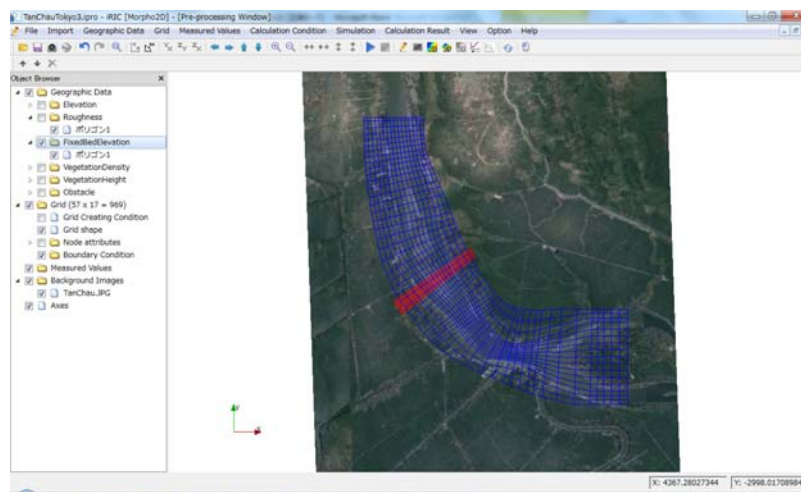 TanChauTokyo3.ipro - iRIC [Morpho2D] - [Pre-processing Window]
File Import Geographic Data Grid Measured Values Calculation Condition Simulation Calculation Result View Option Help
Object Browser
Geographic Data
Elevation
Roughness
ポリゴン1
FixedBedElevation
ポリゴン1
VegetationDensity
VegetationHeight
Obstacle
Grid (57 x 17 = 969)
Grid Creating Condition
Grid shape
Node attributes
Boundary Condition
Measured Values
Background Images
TanChau.JPG
Axes
Y
X
X: 4367.28027344 Y: -2998.01708984